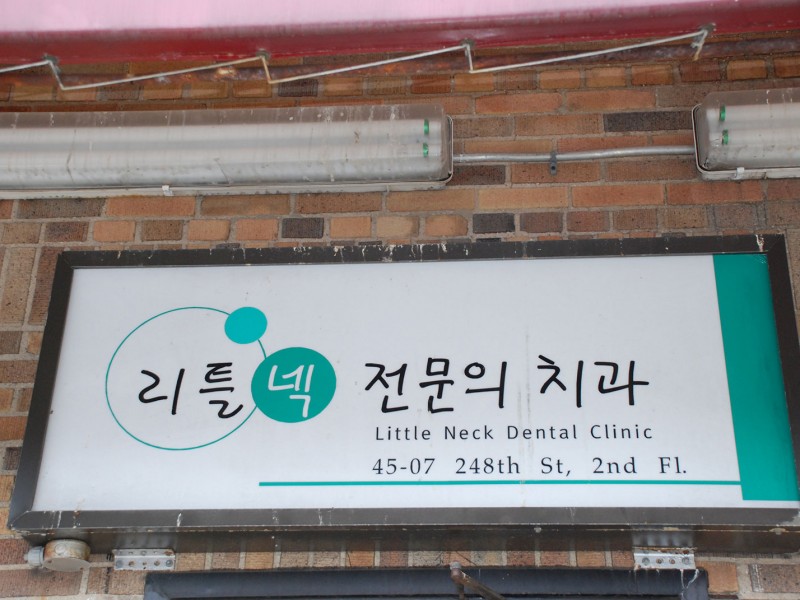 리틀넥 전문의 치과
Little Neck Dental Clinic
45-07 248th St, 2nd Fl.